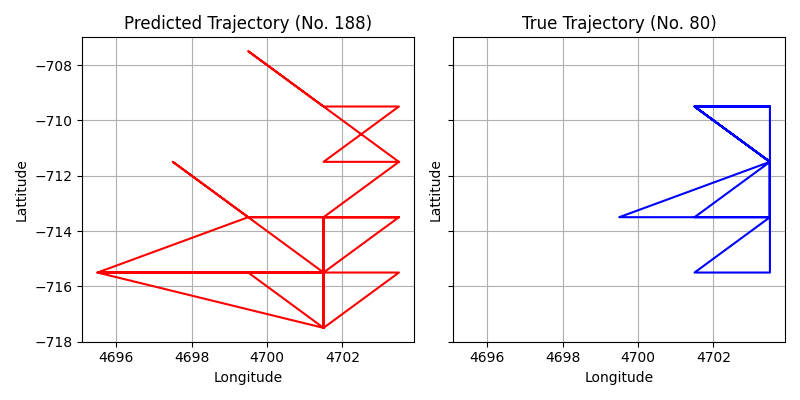 Predicted Trajectory (No. 188)
True Trajectory (No. 80)
−708
−710
−712
−714
−716
−718
Lattitude
Lattitude
4696 4698 4700 4702
4696 4698 4700 4702
Longitude
Longitude